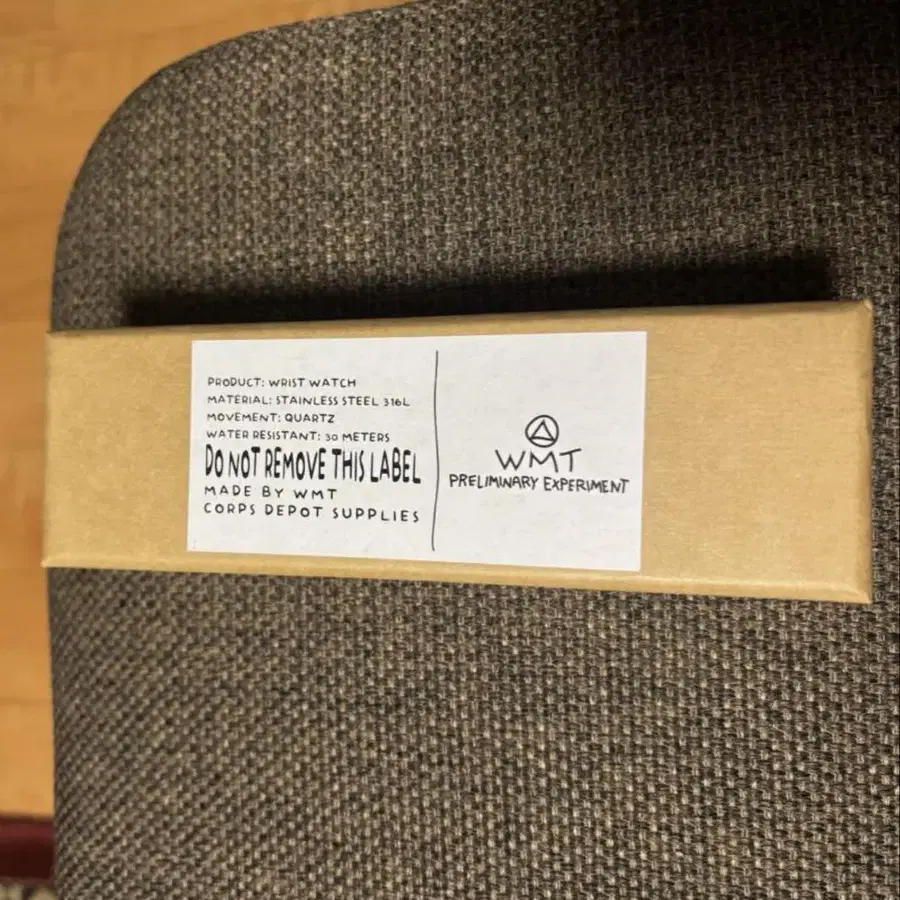 PRODUCT: WRIST WATCH
MATERIAL: STAINLESS STEEL 316L
MOVEMENT: QUARTZ
WATER RESISTANT: 30 METERS
DO NOT REMOVE THIS LABEL
MADE BY WMT
CORPS DEPOT SUPPLIES
WMT
PRELIMINARY EXPERIMENT